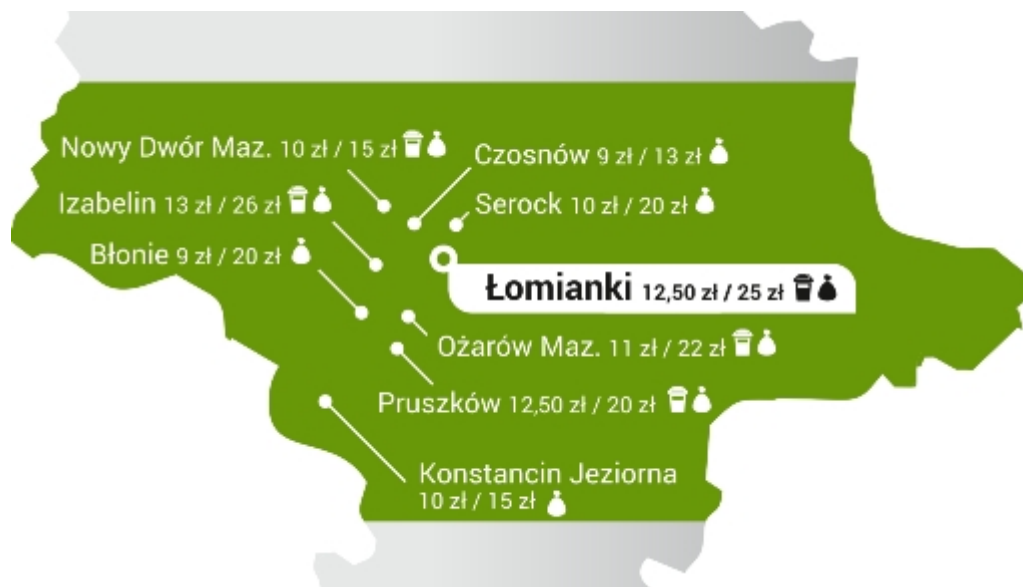 Nowy Dwór Maz. 10 zł / 15 zł
Czosnów 9 zł / 13 zł
Izabelin 13 zł / 26 zł
Serock 10 zł / 20 zł
Błonie 9 zł / 20 zł
Łomianki 12,50 zł / 25 zł
Ożarów Maz. 11 zł / 22 zł
Pruszków 12,50 zł / 20 zł
Konstancin Jeziorna
10 zł / 15 zł